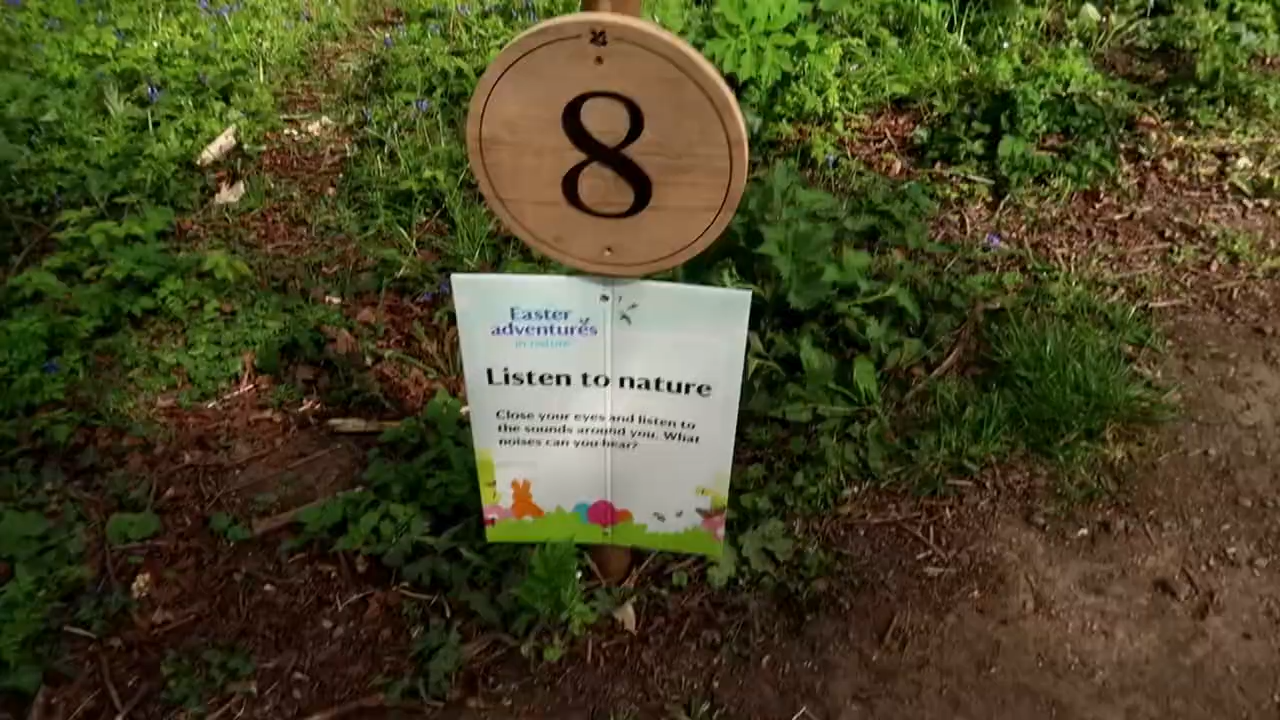 8
Easter
adventures
in nature
Listen to nature
Close your eyes and listen to
the sounds around you. What
noises can you hear?